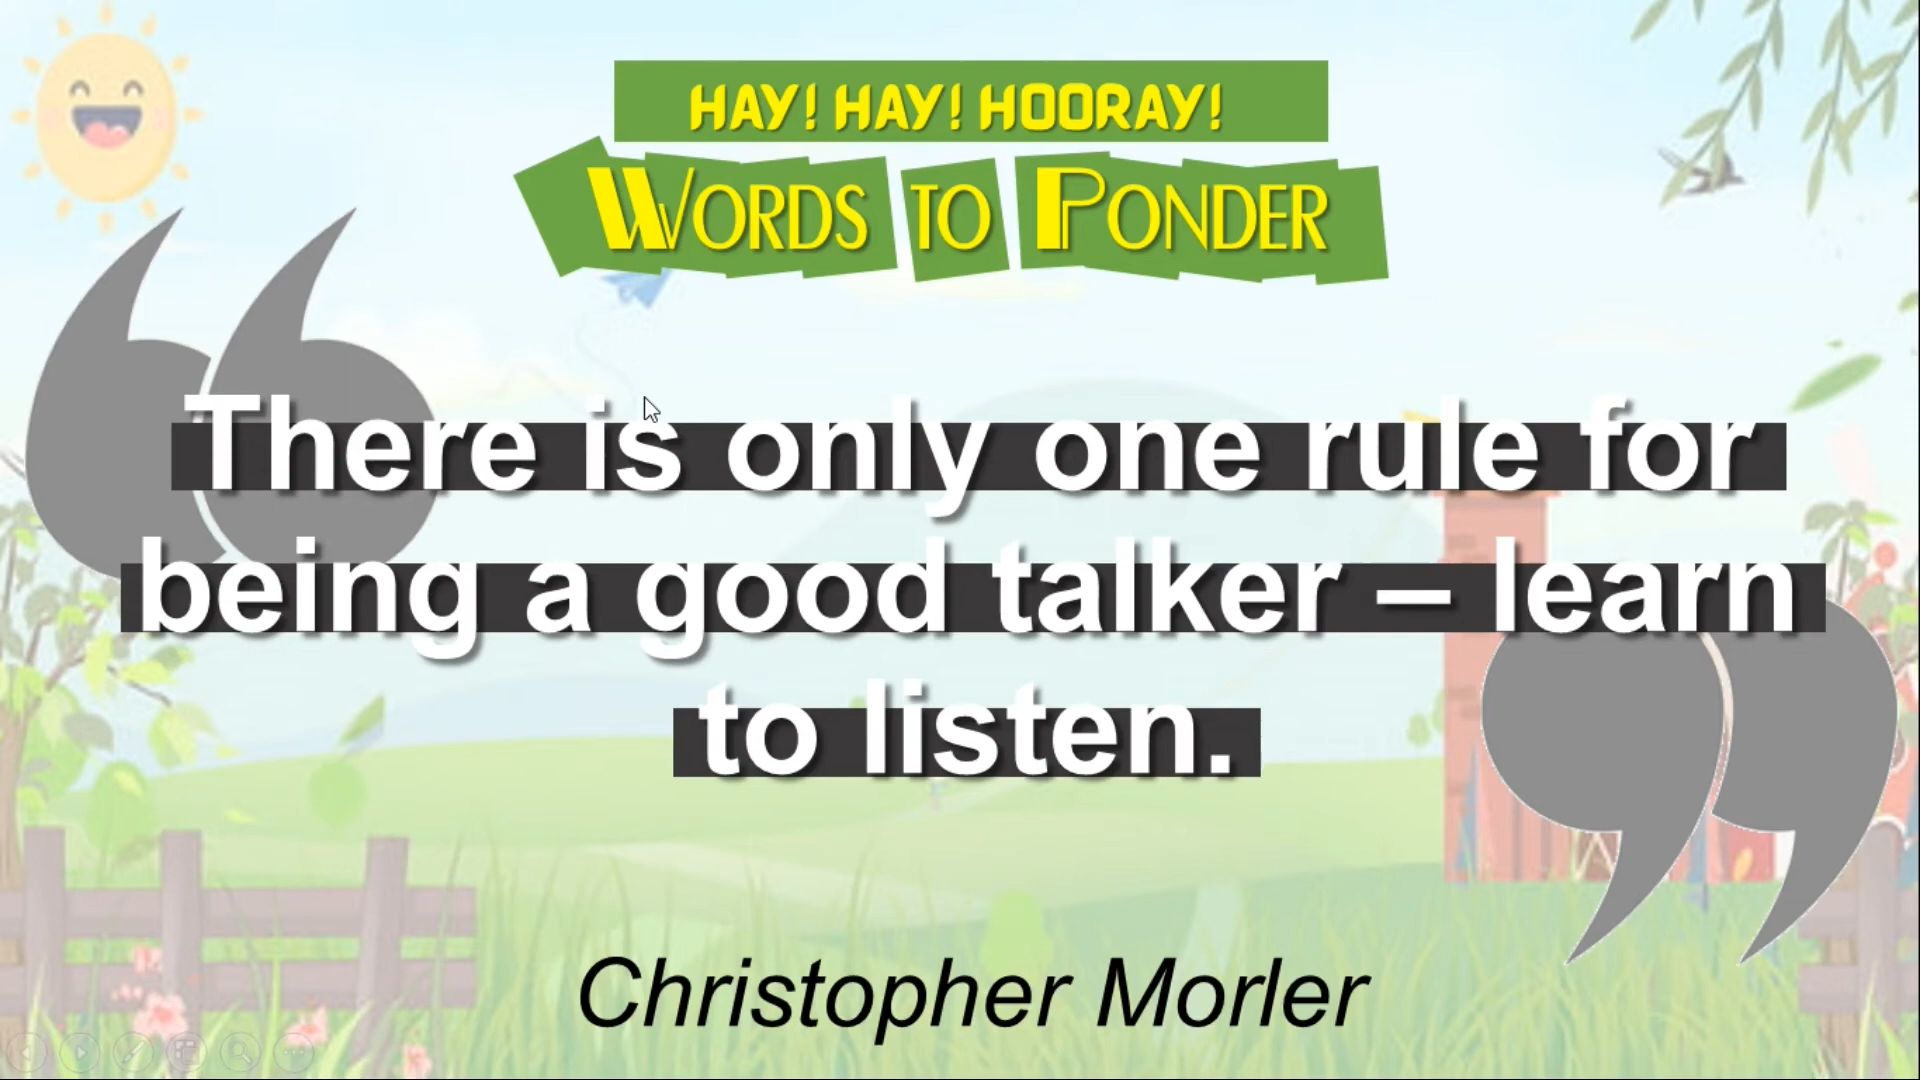 HAY! HAY! HOORAY!
WORDS TO PONDER
There is only one rule for
being a good talker – learn
to listen.
Christopher Morler